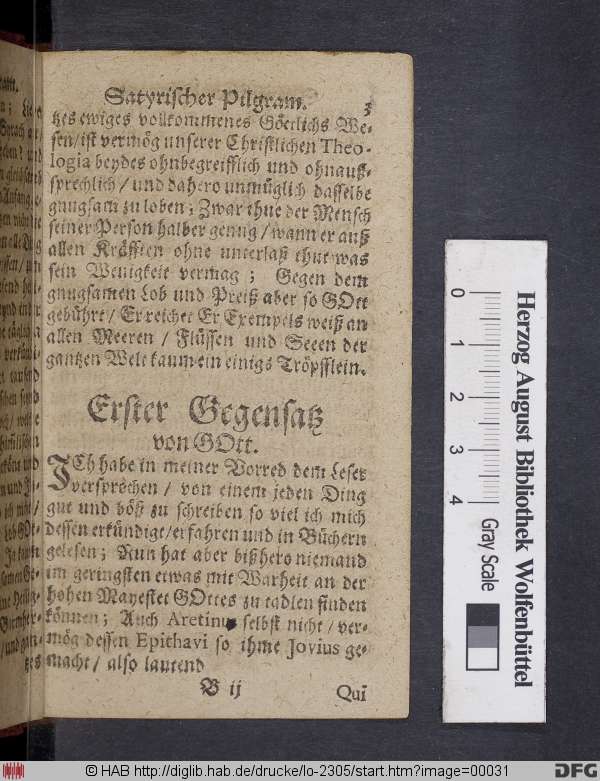 Satyrischer Pilgram. 3
tzes ewiges vollkommenes Göttlichs We-
sen/ist vermög unserer Christlichen Theo-
logia beydes ohnbegreifflich und ohnauß-
sprechlich / und dahero unmüglich dasselbe
gnugsam zu loben; Zwar thue der Mensch
seiner Person halber genug / wann er auß
allen Kräfften ohne unterlaß thut was
sein Wenigkeit vermag; Gegen dem
gnugsamen Lob und Preiß aber so GOtt
gebührt / Er reichet Er Exempels weiß an
allen Meeren / Flüssen und Seeen der
gantzen Welt kaum ein einigs Tröpfflein.
Erster Gegensatz
von GOtt.
ICh habe in meiner Vorred dem Leser
versprochen / von einem jeden Ding
gut und böß zu schreiben so viel ich mich
dessen erkündige/erfahren und in Büchern
gelesen; Nun hat aber bißhero niemand
im geringsten etwas mit Warheit an der
hohen Mayestet GOttes zu tadlen finden
können; Auch Aretinus selbst nicht / ver-
mög dessen Epithavi so ihme Jovius ge-
macht / also lautend
B ij Qui
Herzog August Bibliothek Wolfenbüttel
0 1 2 3 4 Gray Scale
© HAB http://diglib.hab.de/drucke/lo-2305/start.htm?image=00031
DFG